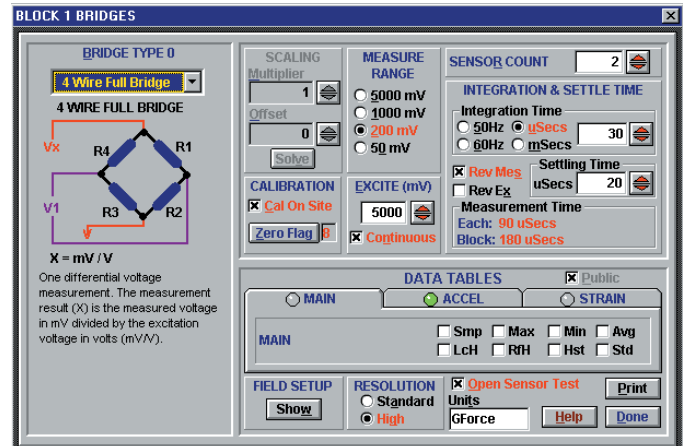 BLOCK 1 BRIDGES
BRIDGE TYPE 0
4 Wire Full Bridge
4 WIRE FULL BRIDGE
Vx
R4
R1
V1
R3
R2
X = mV / V
One differential voltage
measurement. The measurement
result (X) is the measured voltage
in mV divided by the excitation
voltage in volts (mV/V).
SCALING
Multiplier
1
Offset
0
Solve
CALIBRATION
Cal On Site
Zero Flag 8
MEASURE
RANGE
5000 mV
1000 mV
200 mV
50 mV
EXCITE (mV)
5000
Continuous
SENSOR COUNT 2
INTEGRATION & SETTLE TIME
Integration Time
50Hz uSecs
60Hz mSecs
30
Rev Mes
Rev Ex
Settling Time
uSecs 20
Measurement Time
Each: 90 uSecs
Block: 180 uSecs
DATA TABLES Public
MAIN ACCEL STRAIN
MAIN
Smp Max Min Avg
LcH RfH Hst Std
FIELD SETUP
Show
RESOLUTION
Standard
High
Open Sensor Test
Units
GForce
Print
Help
Done